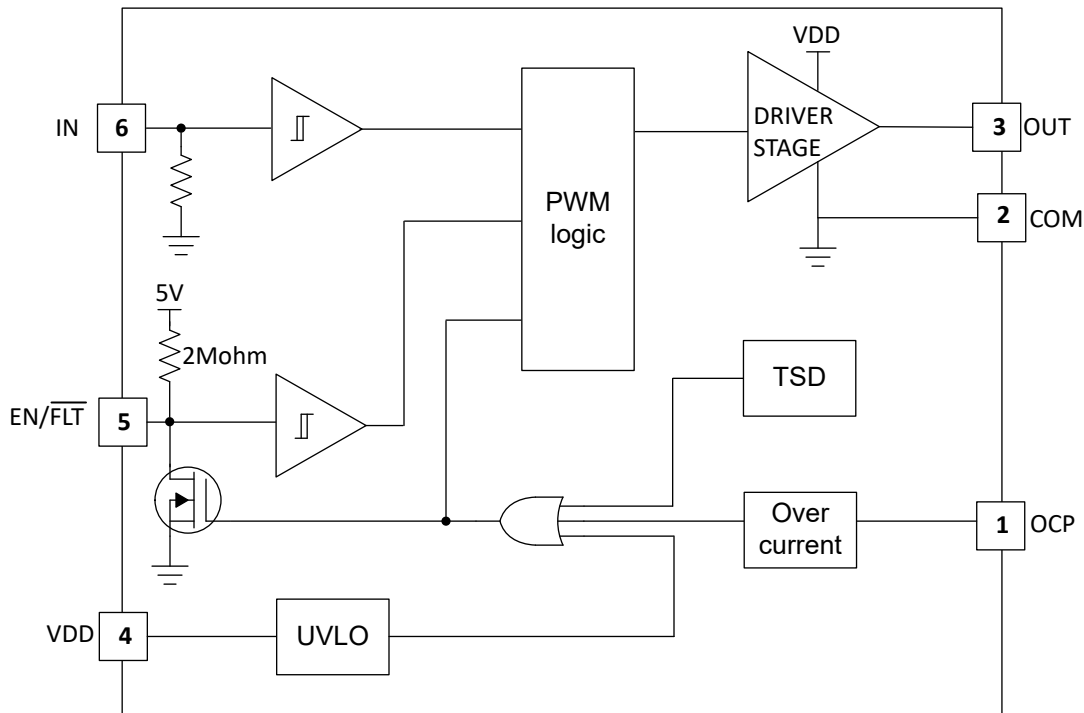 VDD
IN
6
DRIVER
STAGE
3
OUT
PWM
logic
2
COM
5V
2Mohm
TSD
EN/FLT
5
Over
current
1
OCP
VDD
4
UVLO